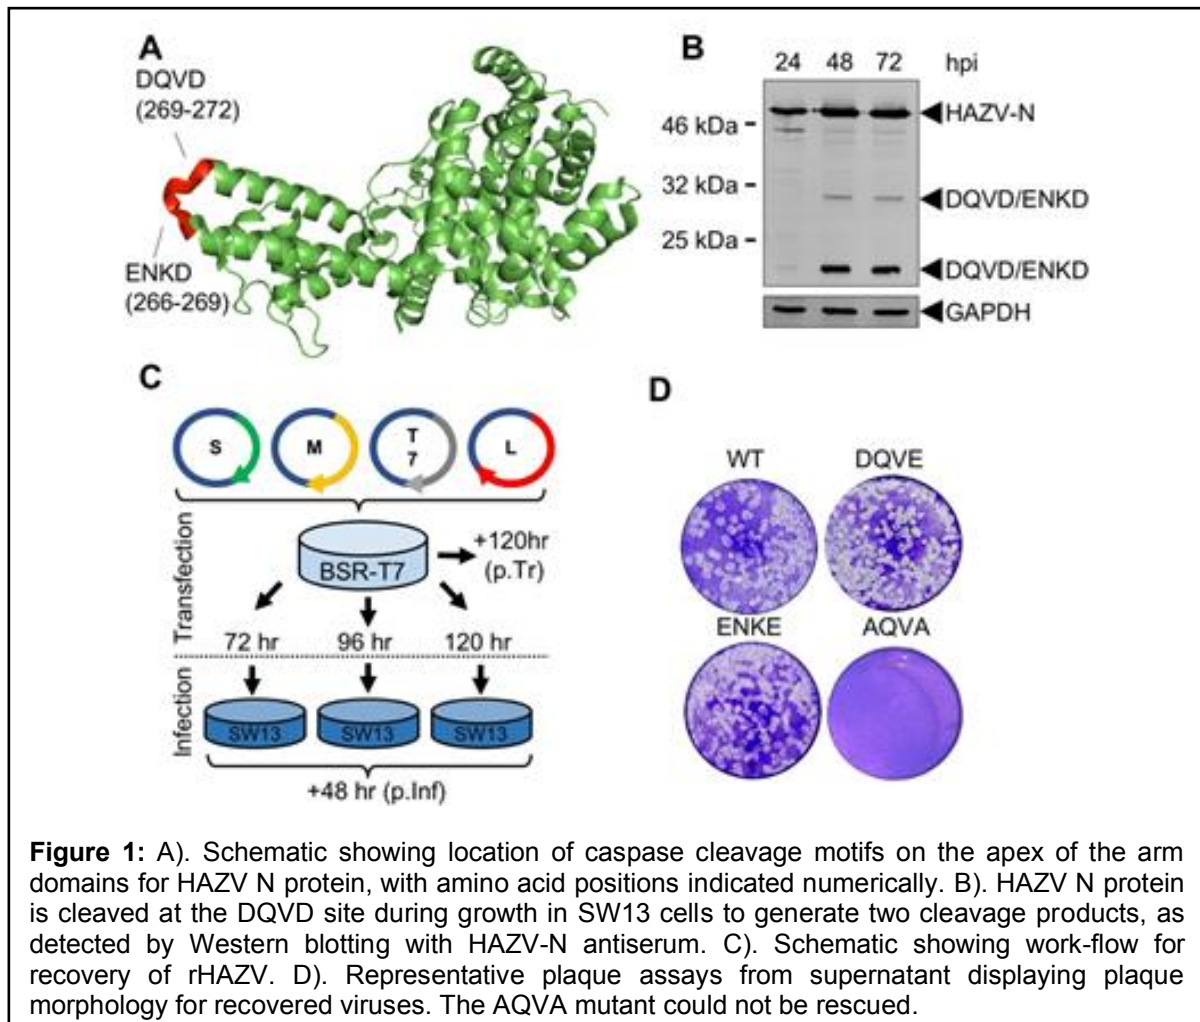 A
DQVD
(269-272)
ENKD
(266-269)
B
24 48 72 hpi
HAZV-N
46 kDa
32 kDa
DQVD/ENKD
25 kDa
DQVD/ENKD
GAPDH
C
S M T7 L
Transfection
BSR-T7
+120hr
(p.Tr)
72 hr 96 hr 120 hr
Infection
SW13 SW13 SW13
+48 hr (p.Inf)
D
WT DQVE
ENKE AQVA
Figure 1: A). Schematic showing location of caspase cleavage motifs on the apex of the arm
domains for HAZV N protein, with amino acid positions indicated numerically. B). HAZV N protein
is cleaved at the DQVD site during growth in SW13 cells to generate two cleavage products, as
detected by Western blotting with HAZV-N antiserum. C). Schematic showing work-flow for
recovery of rHAZV. D). Representative plaque assays from supernatant displaying plaque
morphology for recovered viruses. The AQVA mutant could not be rescued.